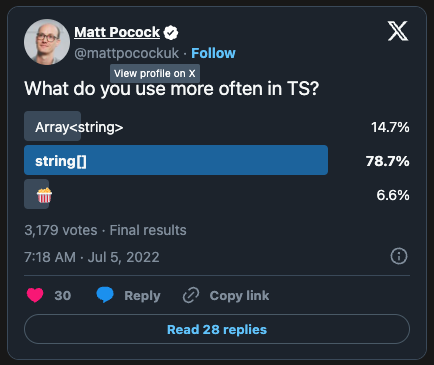 Matt Pocock
@mattpocockuk · Follow
View profile on X
What do you use more often in TS?
Array<string> 14.7%
string[] 78.7%
🍿 6.6%
3,179 votes · Final results
7:18 AM · Jul 5, 2022
30 Reply Copy link
Read 28 replies